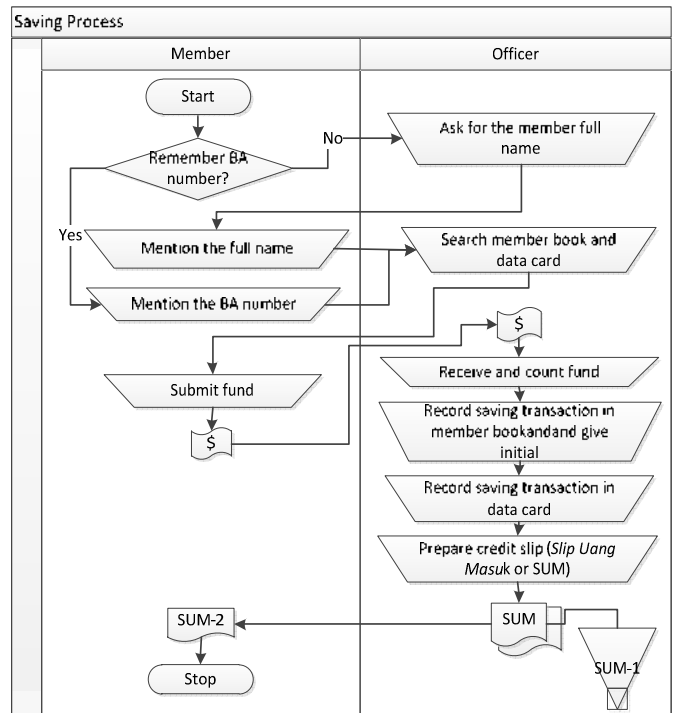 Saving Process
Member
Officer
Start
Remember BA
number?
No
Ask for the member full
name
Yes
Mention the full name
Search member book and
data card
Mention the BA number
$
Submit fund
Receive and count fund
$
Record saving transaction in
member bookandand give
initial
Record saving transaction in
data card
Prepare credit slip (Slip Uang
Masuk or SUM)
SUM-2
SUM
SUM-1
Stop